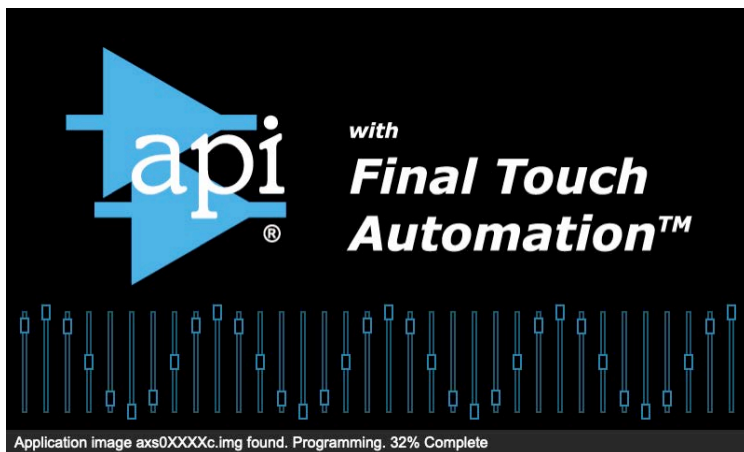 api
®
with
Final Touch
Automation™
Application image axs0XXXXc.img found. Programming. 32% Complete